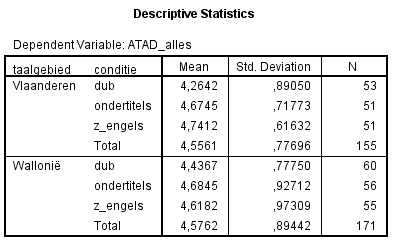 Descriptive Statistics
Dependent Variable: ATAD_alles
taalgebied conditie Mean Std. Deviation N
Vlaanderen dub 4,2642 ,89050 53
ondertitels 4,6745 ,71773 51
z_engels 4,7412 ,61632 51
Total 4,5561 ,77696 155
Wallonië dub 4,4367 ,77750 60
ondertitels 4,6845 ,92712 56
z_engels 4,6182 ,97309 55
Total 4,5762 ,89442 171